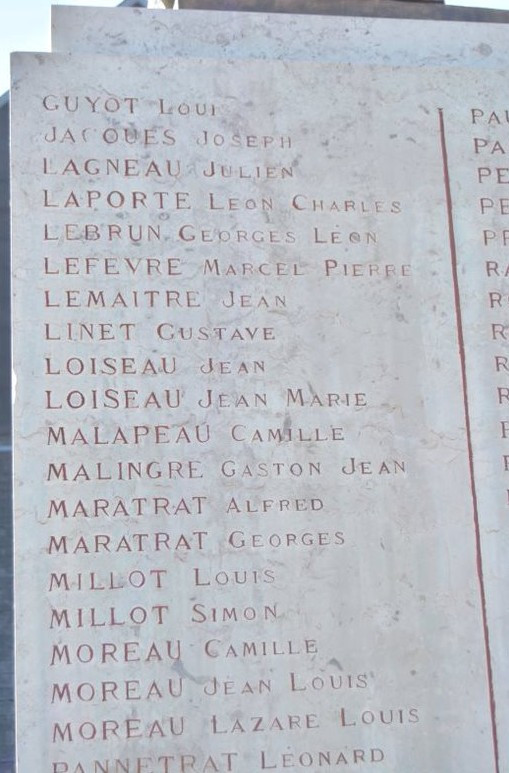 GUYOT LOUI
JACQUES JOSEPH
LAGNEAU JULIEN
LAPORTE LEON CHARLES
LEBRUN GEORGES LÉON
LEFEVRE MARCEL PIERRE
LEMAITRE JEAN
LINET GUSTAVE
LOISEAU JEAN
LOISEAU JEAN MARIE
MALAPEAU CAMILLE
MALINGRE GASTON JEAN
MARATRAT ALFRED
MARATRAT GEORGES
MILLOT LOUIS
MILLOT SIMON
MOREAU CAMILLE
MOREAU JEAN LOUIS
MOREAU LAZARE LOUIS
PANNETRAT LÉONARD